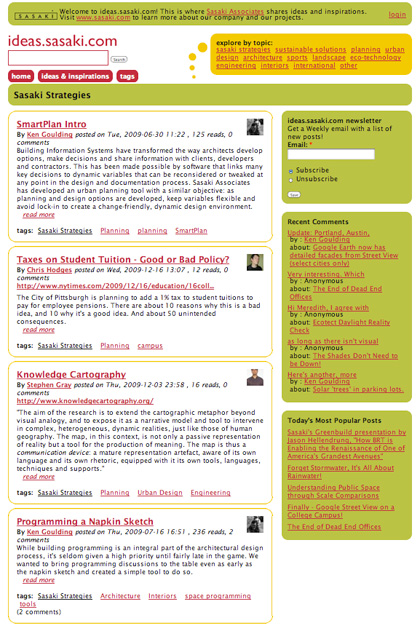 SASAKI
Welcome to ideas.sasaki.com! This is where Sasaki Associates shares ideas and inspirations.
Visit www.sasaki.com to learn more about our company and our projects.
login
ideas.sasaki.com
Search
home
ideas & inspirations
tags
explore by topic:
sasaki strategies sustainable solutions planning urban
design architecture sports landscape eco-technology
engineering interiors international other
Sasaki Strategies
SmartPlan Intro
By Ken Goulding posted on Tue, 2009-06-30 11:22 , 125 reads, 0
comments
Building Information Systems have transformed the way architects develop
options, make decisions and share information with clients, developers
and contractors. This has been made possible by software that links many
key decisions to dynamic variables that can be reconsidered or tweaked at
any point in the design and documentation process. Sasaki Associates
has developed an urban planning tool with a similar objective: as
planning and design options are developed, keep variables flexible and
avoid lock-in to create a change-friendly, dynamic design environment.
read more
tags: Sasaki Strategies Planning planning SmartPlan
Taxes on Student Tuition - Good or Bad Policy?
By Chris Hodges posted on Wed, 2009-12-16 13:07 , 12 reads, 0
comments
http://www.nytimes.com/2009/12/16/education/16coll...
The City of Pittsburgh is planning to add a 1% tax to student tuitions to
pay for employee pensions. There are about 10 reasons why this is a bad
idea, and 10 why it's a good idea. And about 50 unintended
consequences.
read more
tags: Sasaki Strategies Planning campus
Knowledge Cartography
By Stephen Gray posted on Thu, 2009-12-03 23:58 , 16 reads, 0
comments
http://www.knowledgecartography.org/
"The aim of the research is to extend the cartographic metaphor beyond
visual analogy, and to expose it as a narrative model and tool to intervene
in complex, heterogeneous, dynamic realities, just like those of human
geography. The map, in this context, is not only a passive representation
of reality but a tool for the production of meaning. The map is thus a
communication device: a mature representation artefact, aware of its own
language and its own rhetoric, equipped with its own tools, languages,
techniques and supports."
read more
tags: Sasaki Strategies Planning Urban Design Engineering
Programming a Napkin Sketch
By Ken Goulding posted on Thu, 2009-07-16 16:51 , 236 reads, 2
comments
While building programming is an integral part of the architectural design
process, it's seldom given a high priority until fairly late in the game. We
wanted to bring programming discussions to the table even as early as
the napkin sketch and created a simple tool to do so.
read more
tags: Sasaki Strategies Architecture Interiors space programming
tools
(2 comments)
ideas.sasaki.com newsletter
Get a Weekly email with a list of
new posts!
Email: *
Subscribe
Unsubscribe
Save
Recent Comments
Update: Portland, Austin,
by : Ken Goulding
about: Google Earth now has
detailed facades from Street View
(select cities only)
Very interesting. Which
by : Anonymous
about: The End of Dead End
Offices
Hi Meredith, I agree with
by : Anonymous
about: Ecotect Daylight Reality
Check
as long as there isn't visual
by : Anonymous
about: The Shades Don't Need to
be Down!
Here's another, more
by : Ken Goulding
about: Solar 'trees' in parking lots.
Today's Most Popular Posts
Sasaki's Greenbuild presentation by
Jason Hellendrung, "How BRT is
Enabling the Renaissance of One of
America's Grandest Avenues"
Forget Stormwater, It's All About
Rainwater!
Understanding Public Space
through Scale Comparisons
Finally - Google Street View on a
College Campus!
The End of Dead End Offices